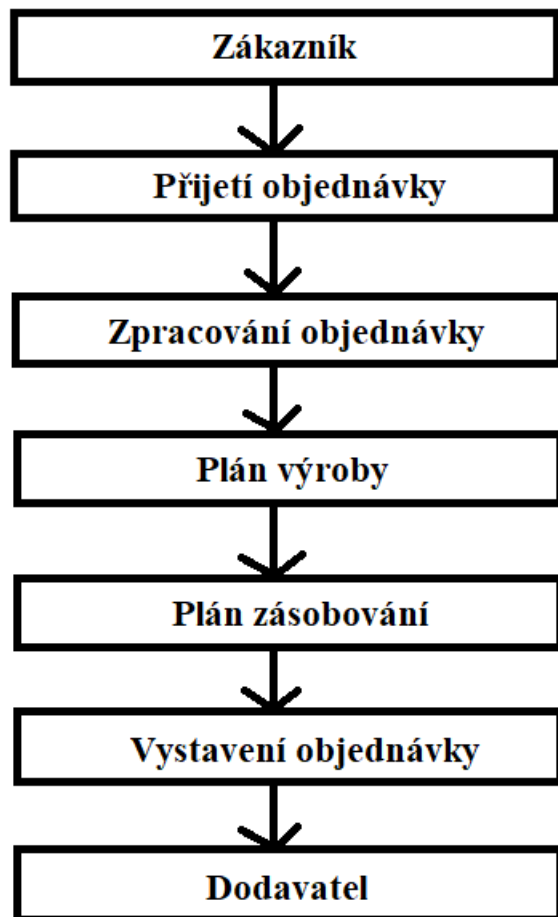 Zákazník
Přijetí objednávky
Zpracování objednávky
Plán výroby
Plán zásobování
Vystavení objednávky
Dodavatel